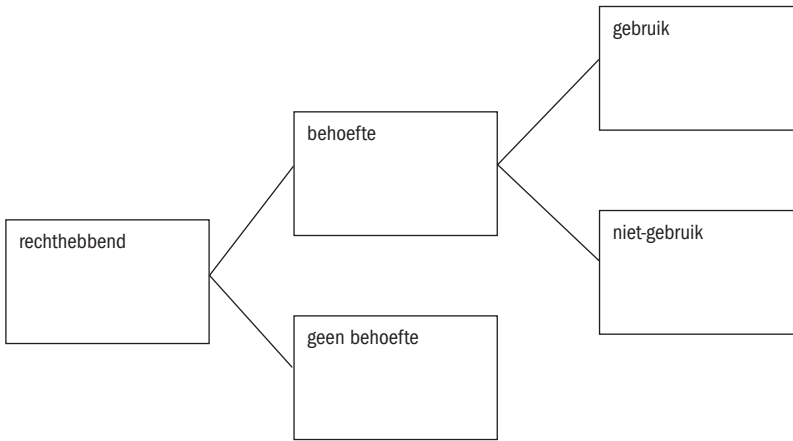 gebruik
behoefte
niet-gebruik
rechthebbend
geen behoefte